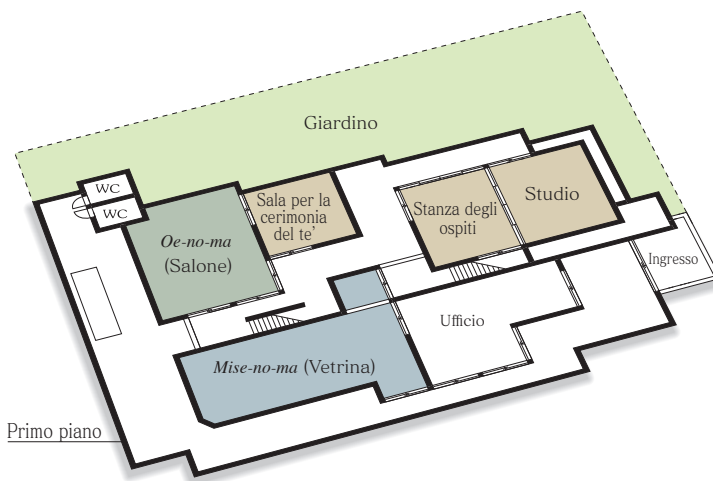 Giardino
WC
WC
Sala per la
cerimonia
del te'
Studio
Stanza degli
ospiti
Oe-no-ma
(Salone)
Ingresso
Ufficio
Mise-no-ma (Vetrina)
Primo piano